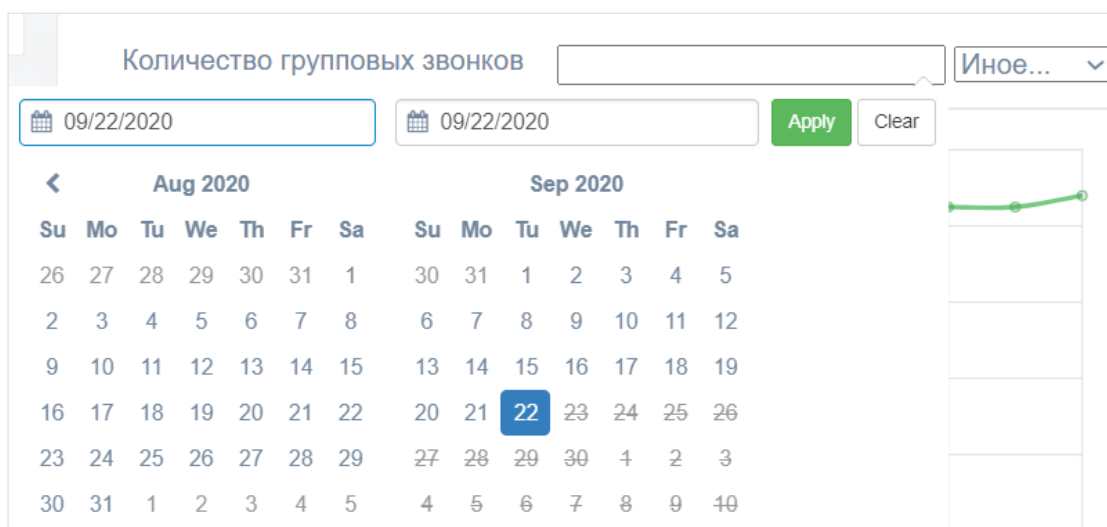 Количество групповых звонков Иное...
09/22/2020 09/22/2020 Apply Clear
Aug 2020 Sep 2020
Su Mo Tu We Th Fr Sa Su Mo Tu We Th Fr Sa
26 27 28 29 30 31 1 30 31 1 2 3 4 5
2 3 4 5 6 7 8 6 7 8 9 10 11 12
9 10 11 12 13 14 15 13 14 15 16 17 18 19
16 17 18 19 20 21 22 20 21 22 23 24 25 26
23 24 25 26 27 28 29 27 28 29 30 1 2 3
30 31 1 2 3 4 5 4 5 6 7 8 9 10